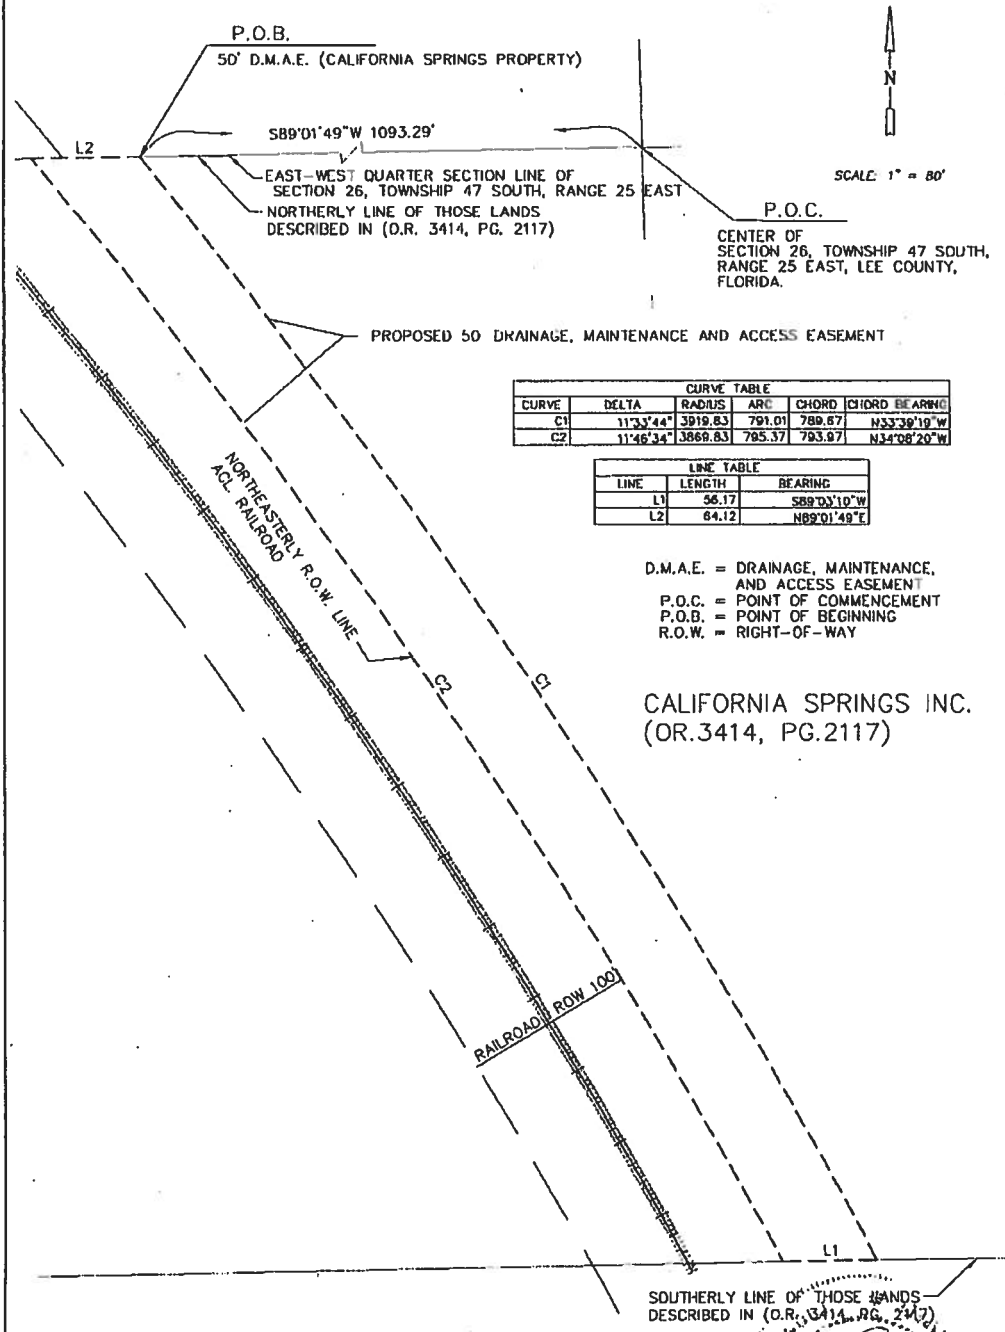 P.O.B.
50' D.M.A.E. (CALIFORNIA SPRINGS PROPERTY)
N
S89°01'49"W 1093.29'
L2
EAST-WEST QUARTER SECTION LINE OF
SECTION 26, TOWNSHIP 47 SOUTH, RANGE 25 EAST
NORTHERLY LINE OF THOSE LANDS
DESCRIBED IN (O.R. 3414, PG. 2117)
SCALE: 1" = 80'
P.O.C.
CENTER OF
SECTION 26, TOWNSHIP 47 SOUTH,
RANGE 25 EAST, LEE COUNTY,
FLORIDA.
PROPOSED 50 DRAINAGE, MAINTENANCE AND ACCESS EASEMENT
CURVE TABLE
CURVE DELTA RADIUS ARC CHORD CHORD BEARING
C1 11°33'44" 3919.83 791.01 789.67 N33°39'19"W
C2 11°46'34" 3869.83 795.37 793.97 N34°08'20"W
LINE TABLE
LINE LENGTH BEARING
L1 56.17 S89°03'10"W
L2 64.12 N89°01'49"E
NORTHEASTERLY R.O.W. LINE
ACL RAILROAD
D.M.A.E. = DRAINAGE, MAINTENANCE,
AND ACCESS EASEMENT
P.O.C. = POINT OF COMMENCEMENT
P.O.B. = POINT OF BEGINNING
R.O.W. = RIGHT-OF-WAY
C2
C1
CALIFORNIA SPRINGS INC.
(OR.3414, PG.2117)
RAILROAD ROW 100
L1
SOUTHERLY LINE OF THOSE LANDS
DESCRIBED IN (O.R. 3414, PG. 2117)